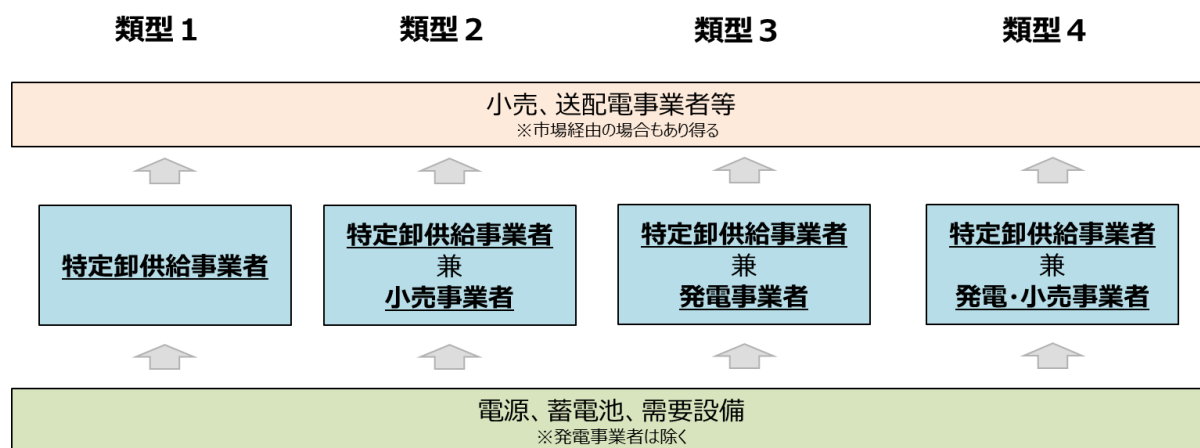 類型１ 類型２ 類型３ 類型４
小売、送配電事業者等
※市場経由の場合もあり得る
特定卸供給事業者
特定卸供給事業者
兼
小売事業者
特定卸供給事業者
兼
発電事業者
特定卸供給事業者
兼
発電・小売事業者
電源、蓄電池、需要設備
※発電事業者は除く